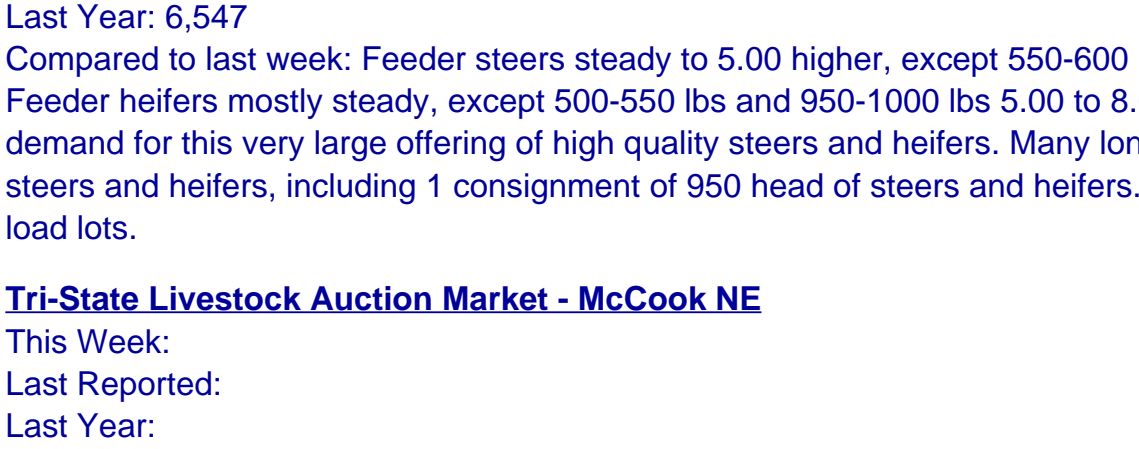 Last Year: 6,547
Compared to last week: Feeder steers steady to 5.00 higher, except 550-600
Feeder heifers mostly steady, except 500-550 lbs and 950-1000 lbs 5.00 to 8.
demand for this very large offering of high quality steers and heifers. Many lon
steers and heifers, including 1 consignment of 950 head of steers and heifers.
load lots.
Tri-State Livestock Auction Market - McCook NE
This Week:
Last Reported:
Last Year: